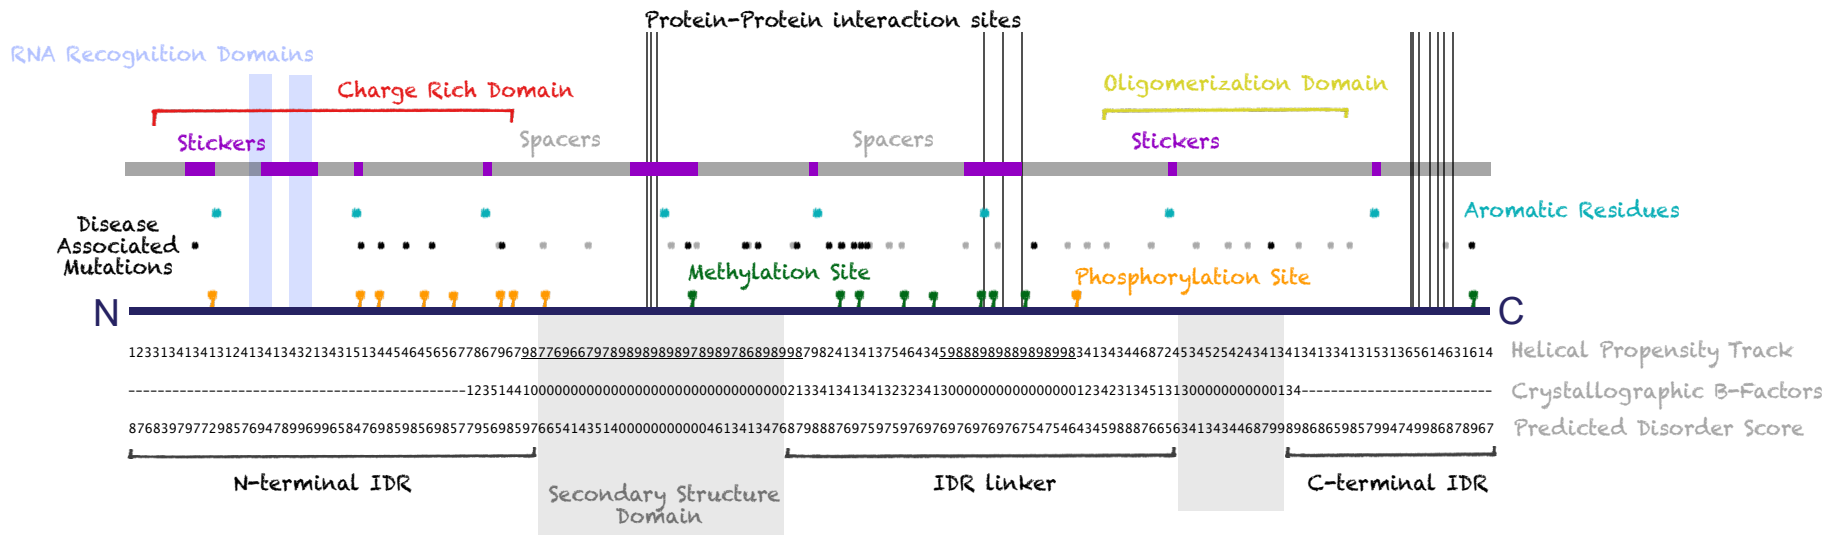 Protein-Protein interaction sites
RNA Recognition Domains
Charge Rich Domain
Oligomerization Domain
Stickers
Spacers
Spacers
Stickers
Disease
Associated
Mutations
Aromatic Residues
Methylation Site
Phosphorylation Site
N
C
Helical Propensity Track
Crystallographic B-Factors
Predicted Disorder Score
N-terminal IDR
Secondary Structure
Domain
IDR linker
C-terminal IDR